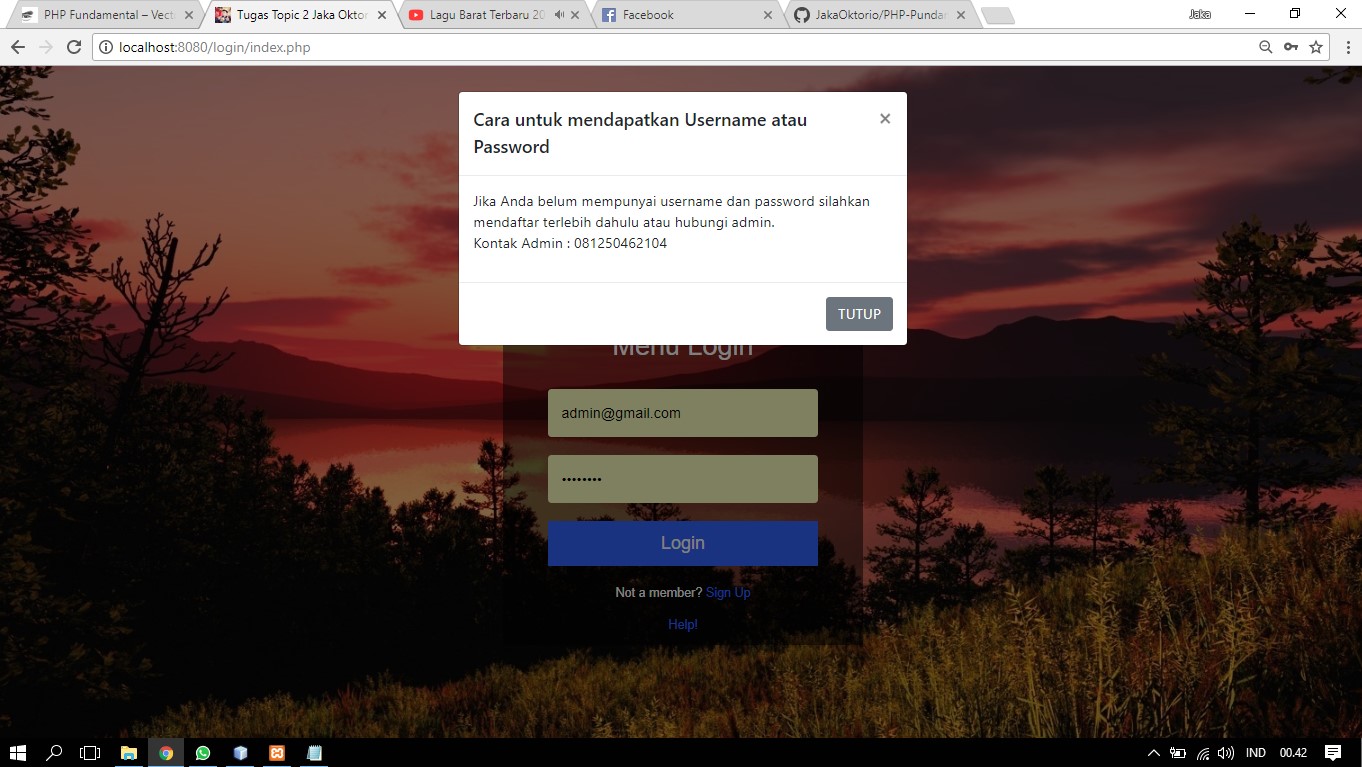 PHP Fundamental – Vect
Tugas Topic 2 Jaka Oktor
Lagu Barat Terbaru 20
Facebook
JakaOktorio/PHP-Pundar
Jaka
localhost:8080/login/index.php
Cara untuk mendapatkan Username atau
Password
×
Jika Anda belum mempunyai username dan password silahkan
mendaftar terlebih dahulu atau hubungi admin.
Kontak Admin : 081250462104
TUTUP
Menu Login
admin@gmail.com
••••••••
Login
Not a member? Sign Up
Help!
IND
00.42